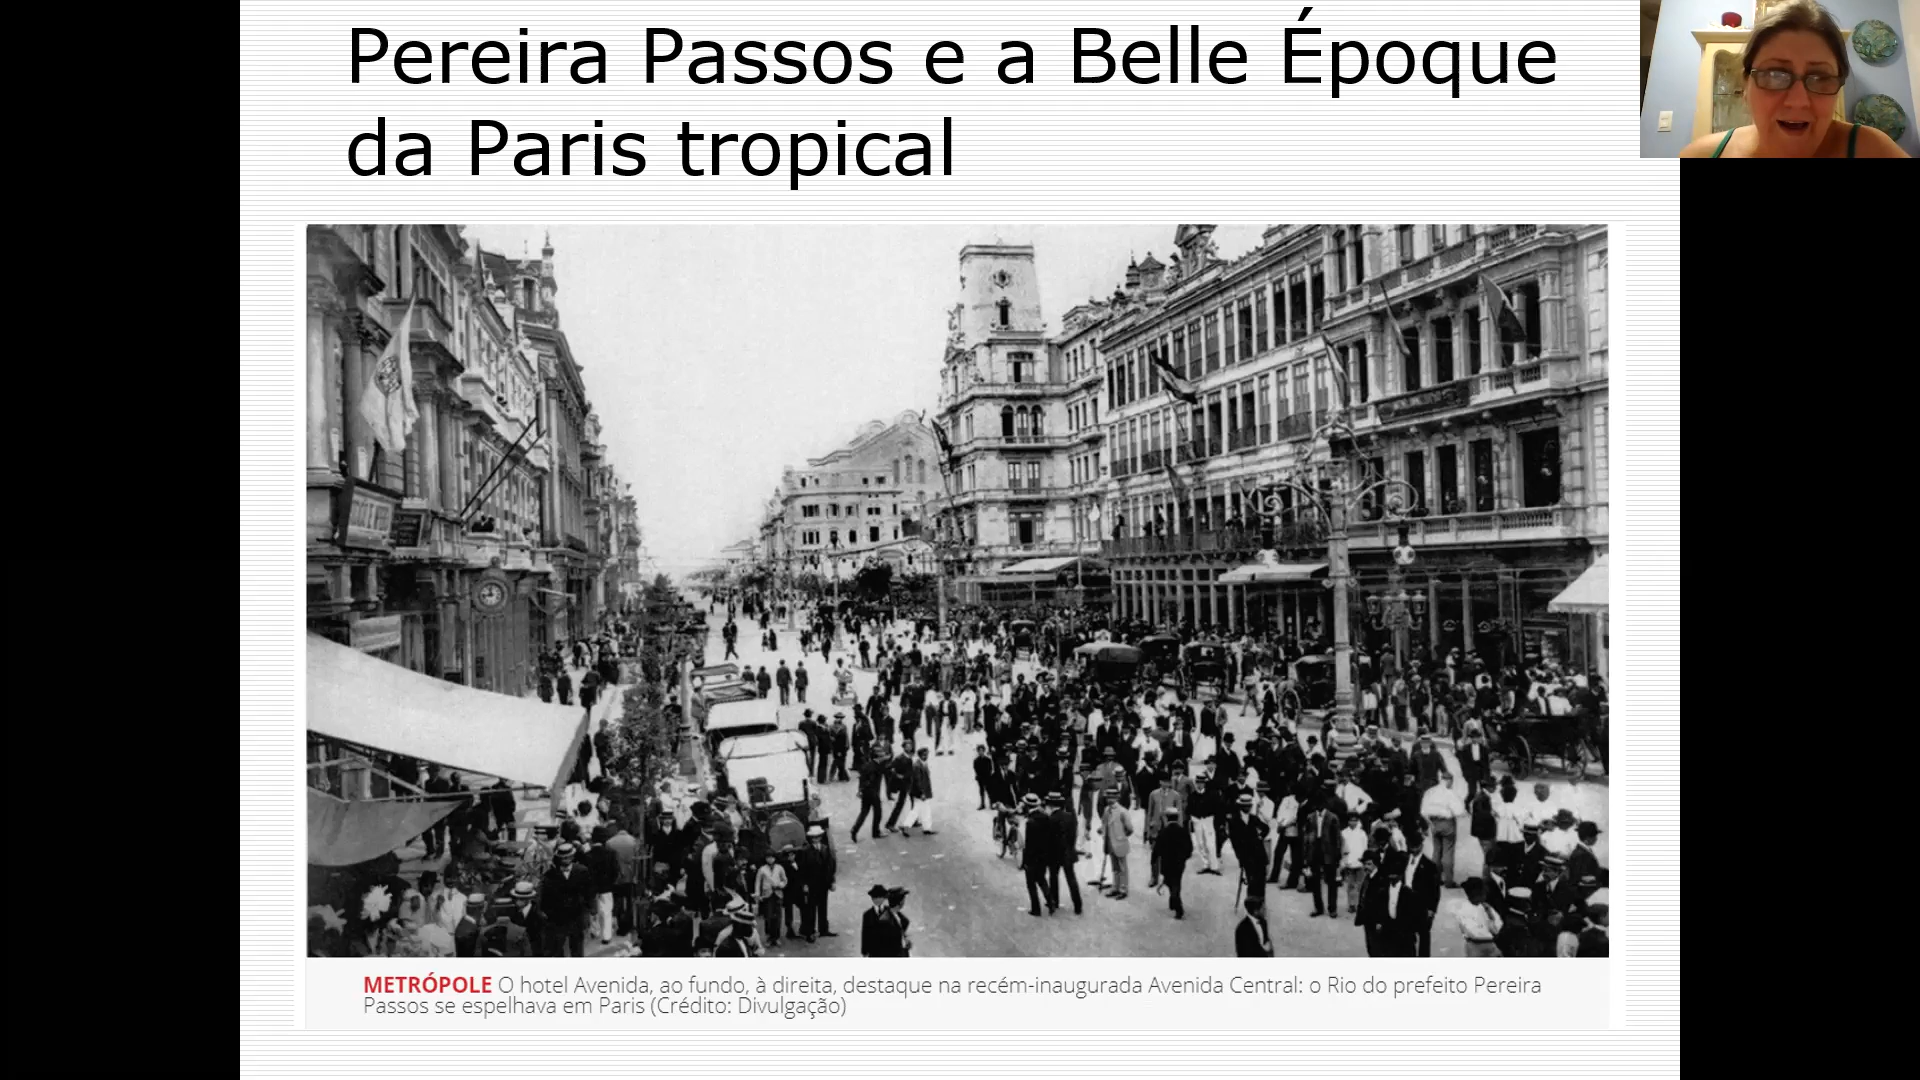 Pereira Passos e a Belle Époque
da Paris tropical
METRÓPOLE O hotel Avenida, ao fundo, à direita, destaque na recém-inaugurada Avenida Central: o Rio do prefeito Pereira
Passos se espelhava em Paris (Crédito: Divulgação)